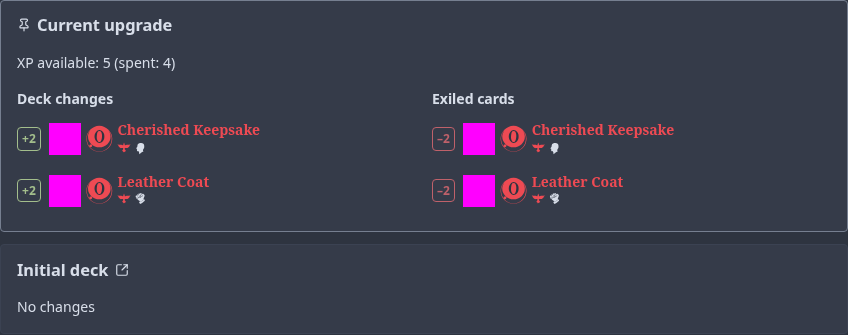 Current upgrade
XP available: 5 (spent: 4)
Deck changes
Exiled cards
+2
0
Cherished Keepsake
−2
0
Cherished Keepsake
+2
0
Leather Coat
−2
0
Leather Coat
Initial deck
No changes